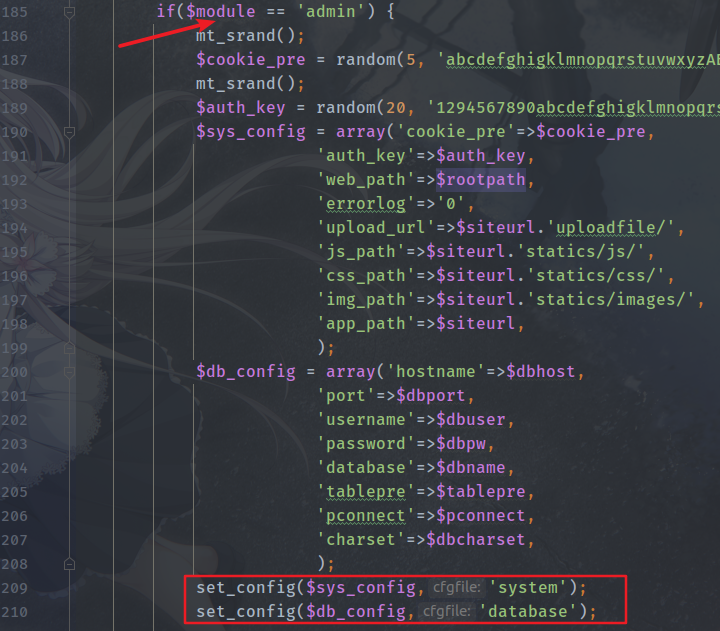 185 if($module == 'admin') {
186 mt_srand();
187 $cookie_pre = random(5, 'abcdefghigklmnopqrstuvwxyzAB
188 mt_srand();
189 $auth_key = random(20, '1294567890abcdefghigklmnopqrs
190 $sys_config = array('cookie_pre'=>$cookie_pre,
191 'auth_key'=>$auth_key,
192 'web_path'=>$rootpath,
193 'errorlog'=>'0',
194 'upload_url'=>$siteurl.'uploadfile/',
195 'js_path'=>$siteurl.'statics/js/',
196 'css_path'=>$siteurl.'statics/css/',
197 'img_path'=>$siteurl.'statics/images/',
198 'app_path'=>$siteurl,
199 );
200 $db_config = array('hostname'=>$dbhost,
201 'port'=>$dbport,
202 'username'=>$dbuser,
203 'password'=>$dbpw,
204 'database'=>$dbname,
205 'tablepre'=>$tablepre,
206 'pconnect'=>$pconnect,
207 'charset'=>$dbcharset,
208 );
209 set_config($sys_config, cfgfile: 'system');
210 set_config($db_config, cfgfile: 'database');